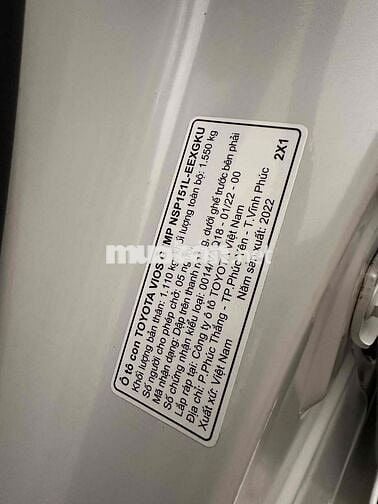 Ô tô con TOYOTA VIOS MP NSP151L-EEXGKU
Khối lượng bản thân: 1.110 kg Khối lượng toàn bộ: 1.550 kg
Số người cho phép chở: 05
Mã nhận dạng: Dập trên thanh dưới ghế trước bên phải
Số chứng nhận kiểu loại: 0014/ 18 - 01/22 - 00
Lắp ráp tại: Công ty ô tô TOYOTA Việt Nam
Địa chỉ: P.Phúc Thắng - TP.Phúc Yên - T.Vĩnh Phúc
Xuất xứ: Việt Nam Năm sản xuất: 2022
2X1